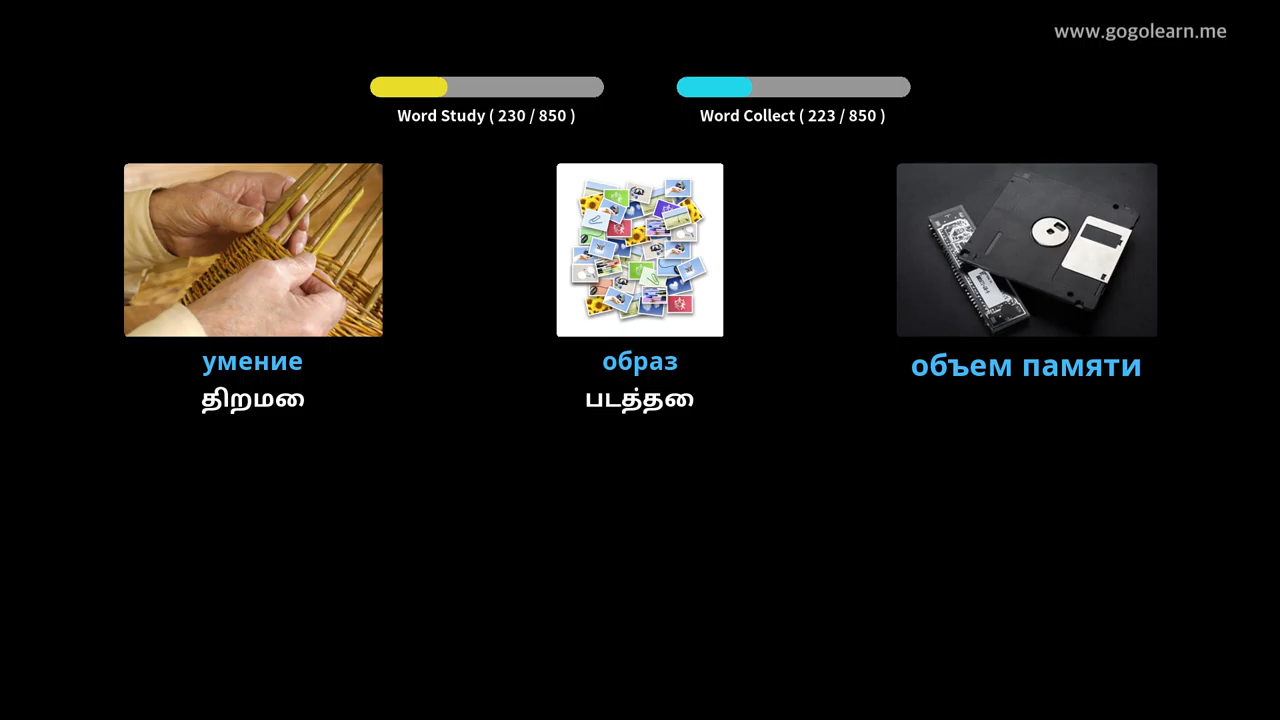 www.gogolearn.me
Word Study ( 230 / 850 )
Word Collect ( 223 / 850 )
умение
திறமை
образ
படத்தை
объем памяти